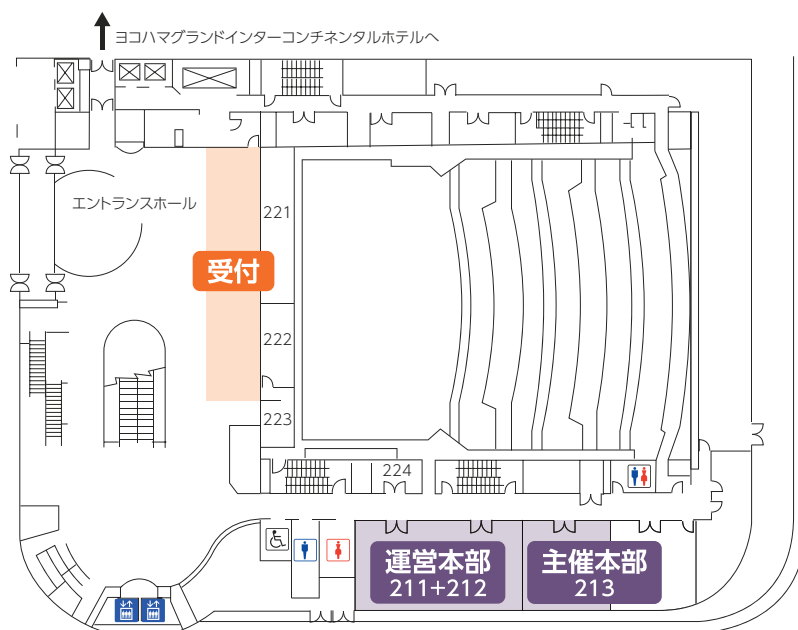 ヨコハマグランドインターコンチネンタルホテルへ
エントランスホール
221
受付
222
223
224
運営本部
211+212
主催本部
213